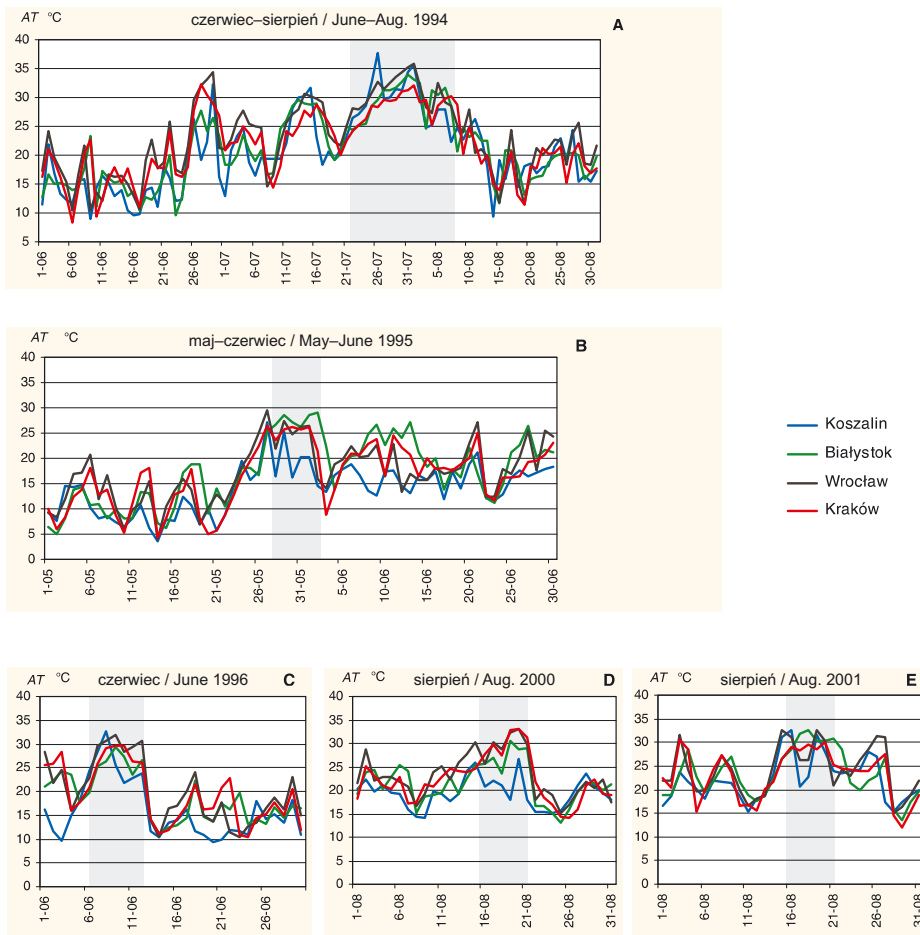 AT °C
czerwiec–sierpień / June–Aug. 1994
A
40
35
30
25
20
15
10
5
1-06 6-06 11-06 16-06 21-06 26-06 1-07 6-07 11-07 16-07 21-07 26-07 31-07 5-08 10-08 15-08 20-08 25-08 30-08
AT °C
maj–czerwiec / May–June 1995
B
40
35
30
25
20
15
10
5
0
1-05 6-05 11-05 16-05 21-05 26-05 31-05 5-06 10-06 15-06 20-06 25-06 30-06
Koszalin
Białystok
Wrocław
Kraków
AT °C
czerwiec / June 1996
C
40
35
30
25
20
15
10
5
0
1-06 6-06 11-06 16-06 21-06 26-06
AT °C
sierpień / Aug. 2000
D
40
35
30
25
20
15
10
5
0
1-08 6-08 11-08 16-08 21-08 26-08 31-08
AT °C
sierpień / Aug. 2001
E
40
35
30
25
20
15
10
5
0
1-08 6-08 11-08 16-08 21-08 26-08 31-08